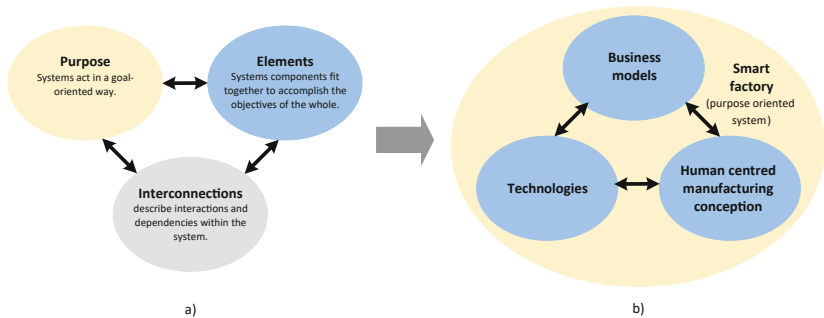 Purpose
Systems act in a goal-
oriented way.
Elements
Systems components fit
together to accomplish the
objectives of the whole.
Interconnections
describe interactions and
dependencies within the
system.
a)
Business
models
Smart
factory
(purpose oriented
system)
Technologies
Human centred
manufacturing
conception
b)